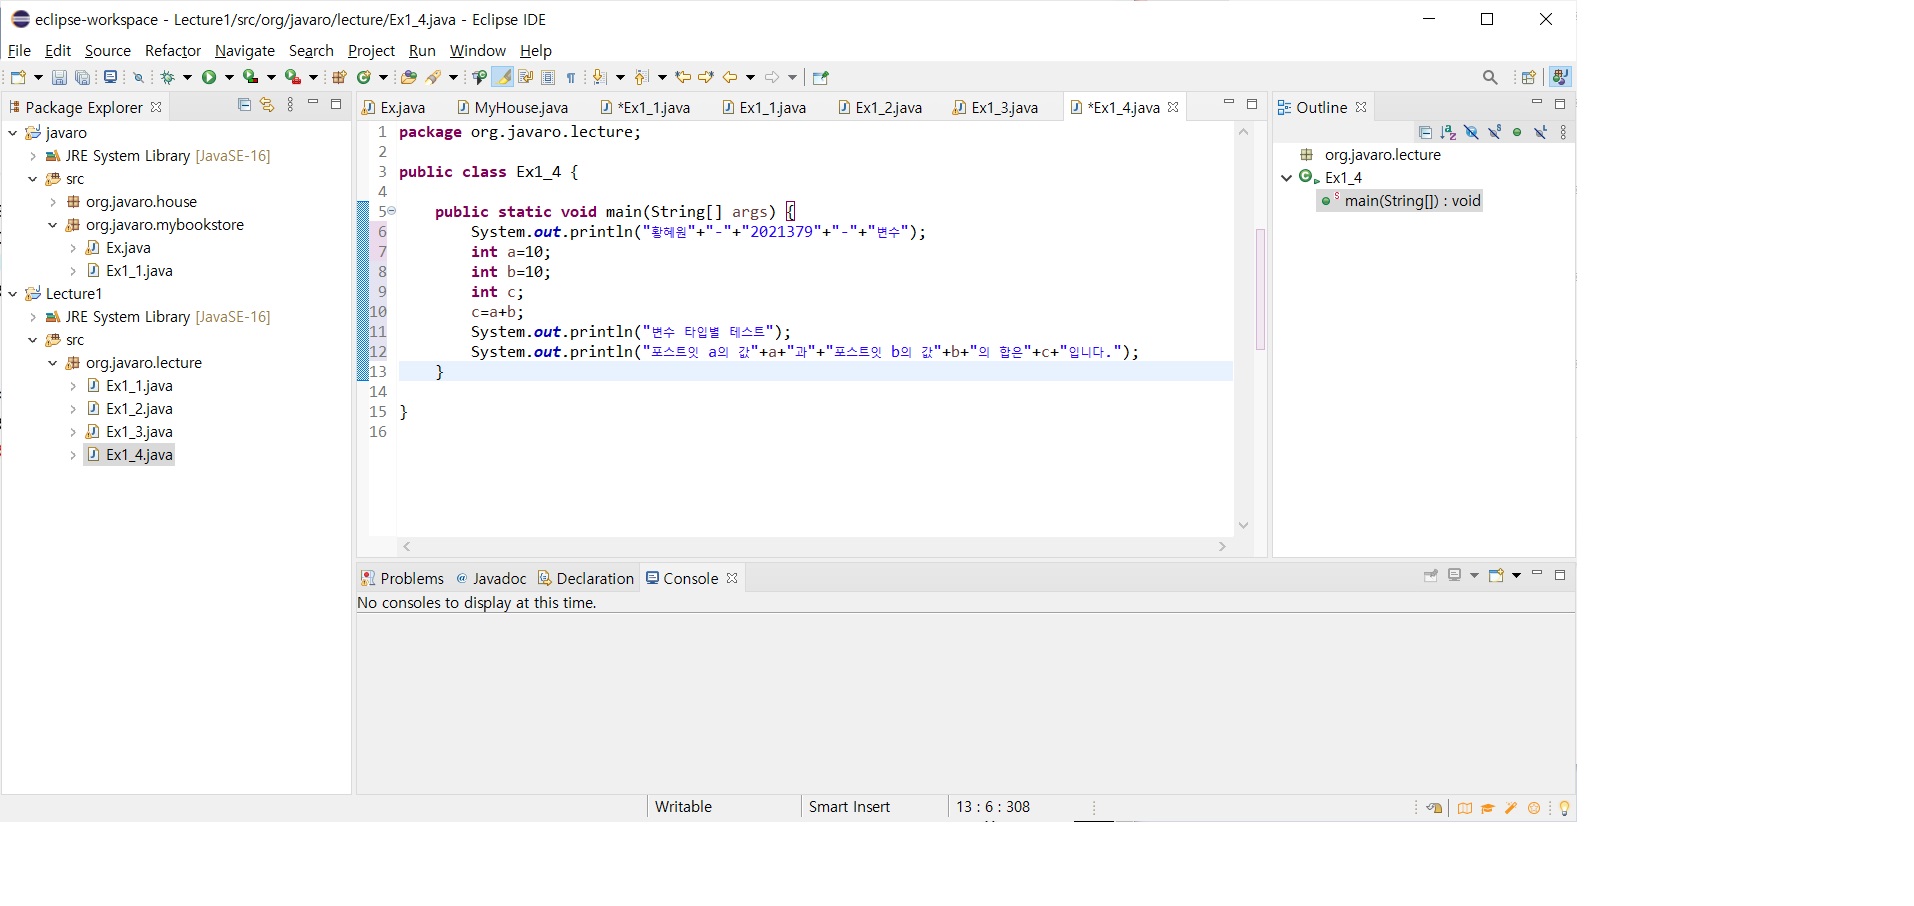 eclipse-workspace - Lecture1/src/org/javaro/lecture/Ex1_4.java - Eclipse IDE
File Edit Source Refactor Navigate Search Project Run Window Help
Package Explorer
javaro
JRE System Library [JavaSE-16]
src
org.javaro.house
org.javaro.mybookstore
Ex.java
Ex1_1.java
Lecture1
JRE System Library [JavaSE-16]
src
org.javaro.lecture
Ex1_1.java
Ex1_2.java
Ex1_3.java
Ex1_4.java
Ex.java MyHouse.java *Ex1_1.java Ex1_1.java Ex1_2.java Ex1_3.java *Ex1_4.java
1 package org.javaro.lecture;
2
3 public class Ex1_4 {
4
5 public static void main(String[] args) {
6 System.out.println("황혜원"+"-"+"2021379"+"-"+"변수");
7 int a=10;
8 int b=10;
9 int c;
10 c=a+b;
11 System.out.println("변수 타입별 테스트");
12 System.out.println("포스트잇 a의 값"+a+"과"+"포스트잇 b의 값"+b+"의 합은"+c+"입니다.");
13 }
14
15 }
16
Outline
org.javaro.lecture
Ex1_4
main(String[]) : void
Problems @ Javadoc Declaration Console
No consoles to display at this time.
Writable Smart Insert 13 : 6 : 308